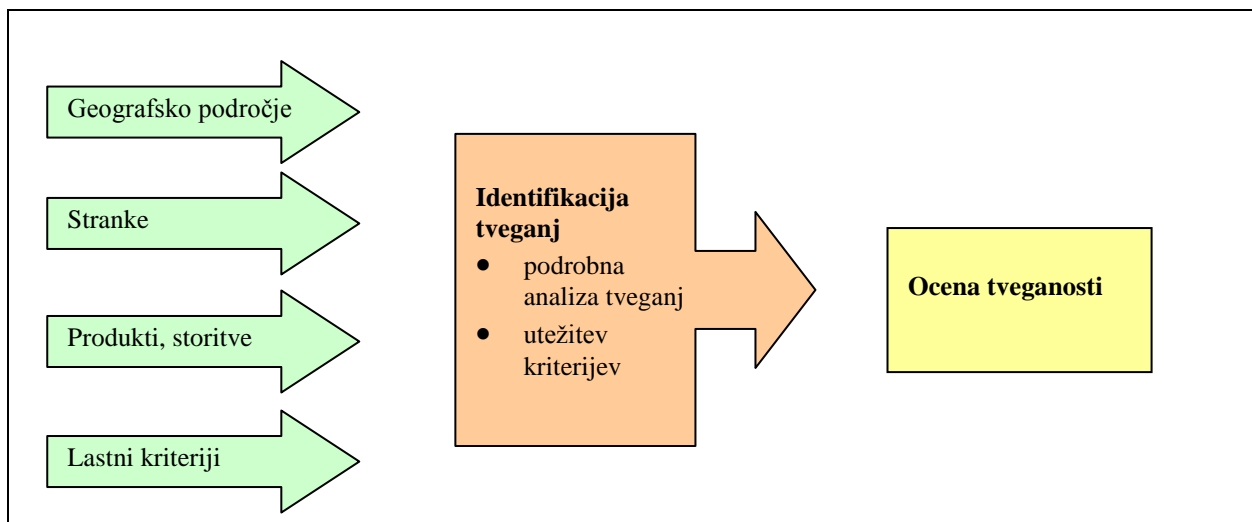 Geografsko področje
Stranke
Produkti, storitve
Lastni kriteriji
Identifikacija
tveganj
● podrobna
analiza tveganj
● utežitev
kriterijev
Ocena tveganosti